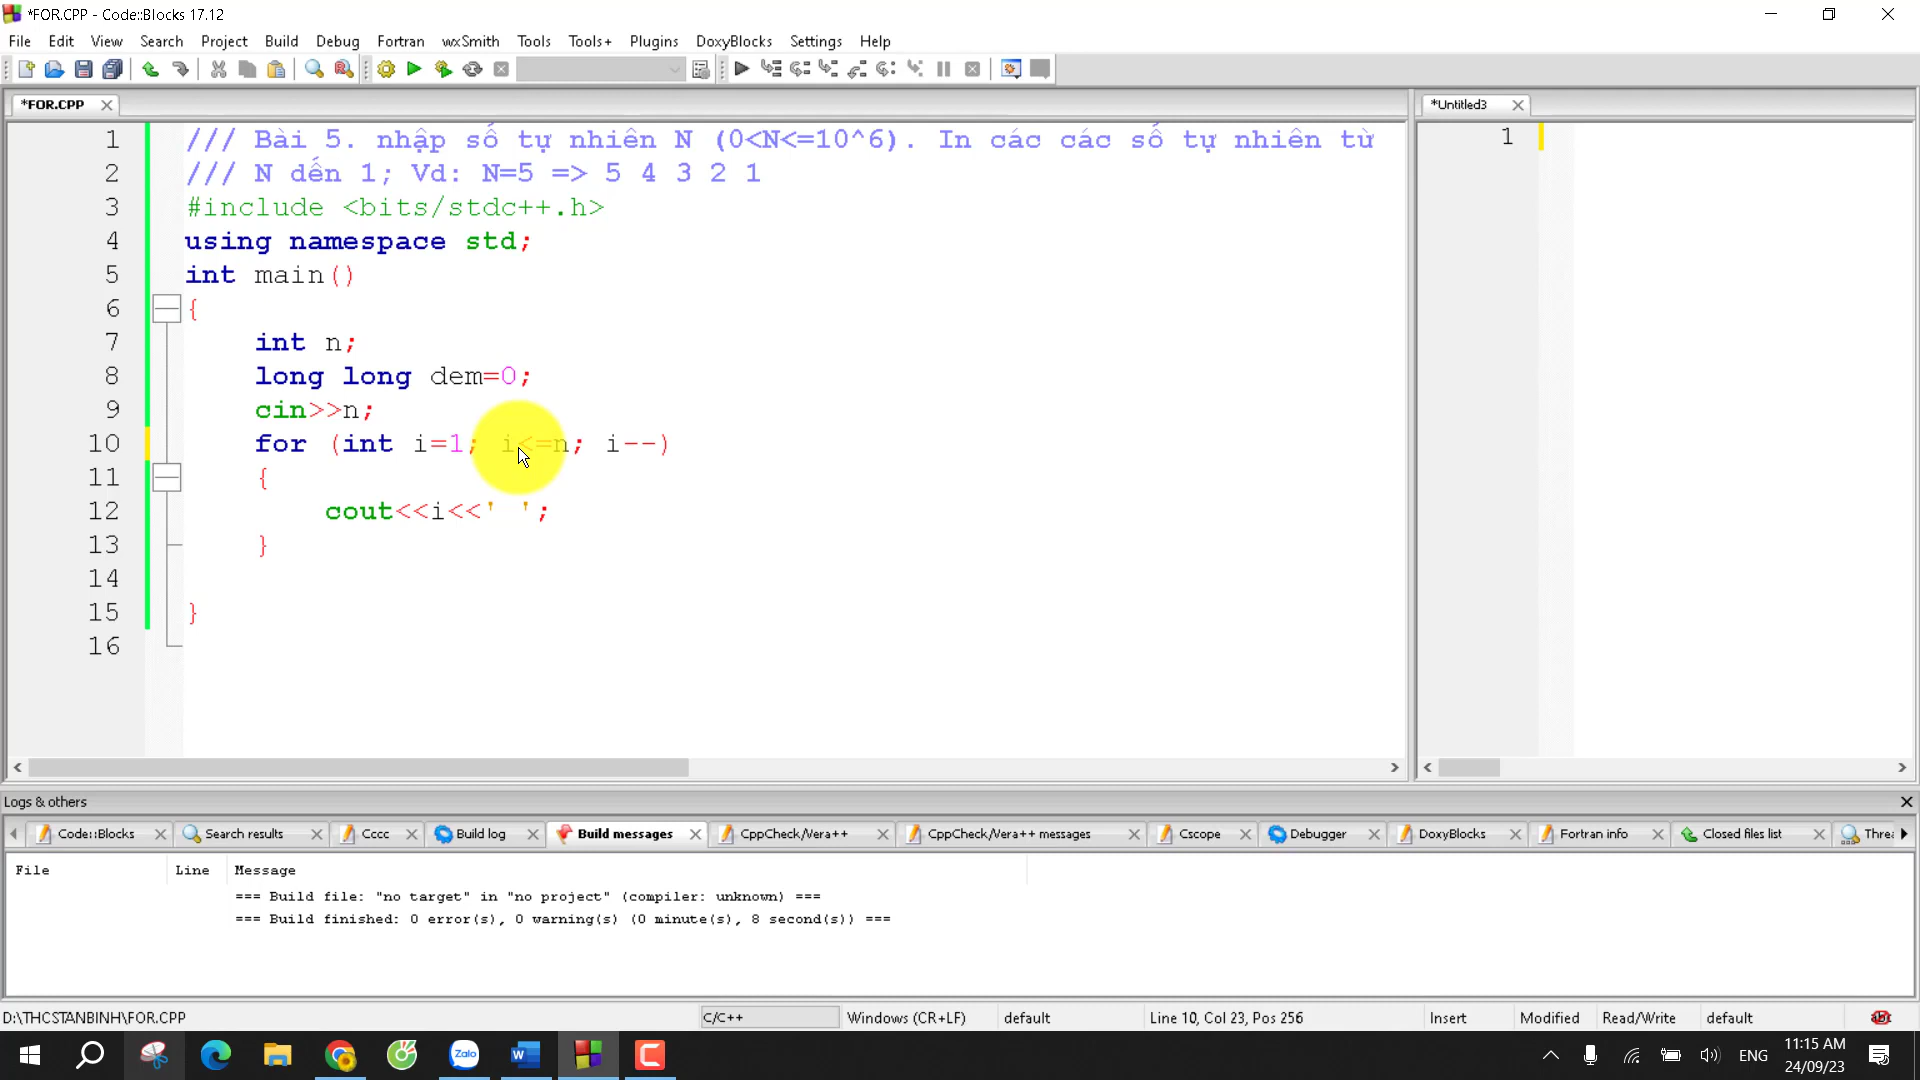 *FOR.CPP - Code::Blocks 17.12
File Edit View Search Project Build Debug Fortran wxSmith Tools Tools+ Plugins DoxyBlocks Settings Help
*FOR.CPP
*Untitled3
1 /// Bài 5. nhập số tự nhiên N (0<N<=10^6). In các các số tự nhiên từ
2 /// N dến 1; Vd: N=5 => 5 4 3 2 1
3 #include <bits/stdc++.h>
4 using namespace std;
5 int main()
6 {
7 int n;
8 long long dem=0;
9 cin>>n;
10 for (int i=1; i<=n; i--)
11 {
12 cout<<i<<' ';
13 }
14
15 }
16
1
Logs & others
Code::Blocks Search results Cccc Build log Build messages CppCheck/Vera++ CppCheck/Vera++ messages Cscope Debugger DoxyBlocks Fortran info Closed files list Threa
File Line Message
=== Build file: "no target" in "no project" (compiler: unknown) ===
=== Build finished: 0 error(s), 0 warning(s) (0 minute(s), 8 second(s)) ===
D:\THCSTANBINH\FOR.CPP C/C++ Windows (CR+LF) default Line 10, Col 23, Pos 256 Insert Modified Read/Write default
Zalo
ENG
11:15 AM
24/09/23